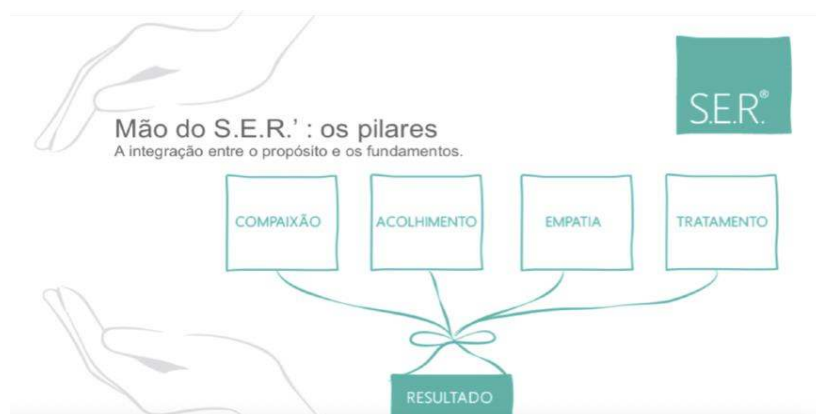 S.E.R.®
Mão do S.E.R.' : os pilares
A integração entre o propósito e os fundamentos.
COMPAIXÃO
ACOLHIMENTO
EMPATIA
TRATAMENTO
RESULTADO